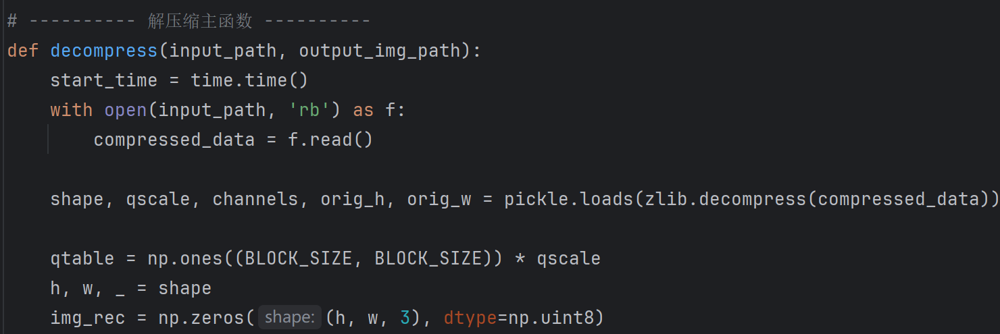 # ---------- 解压缩主函数 ----------
def decompress(input_path, output_img_path):
    start_time = time.time()
    with open(input_path, 'rb') as f:
        compressed_data = f.read()
    shape, qscale, channels, orig_h, orig_w = pickle.loads(zlib.decompress(compressed_data))
    qtable = np.ones((BLOCK_SIZE, BLOCK_SIZE)) * qscale
    h, w, _ = shape
    img_rec = np.zeros( shape: (h, w, 3), dtype=np.uint8)